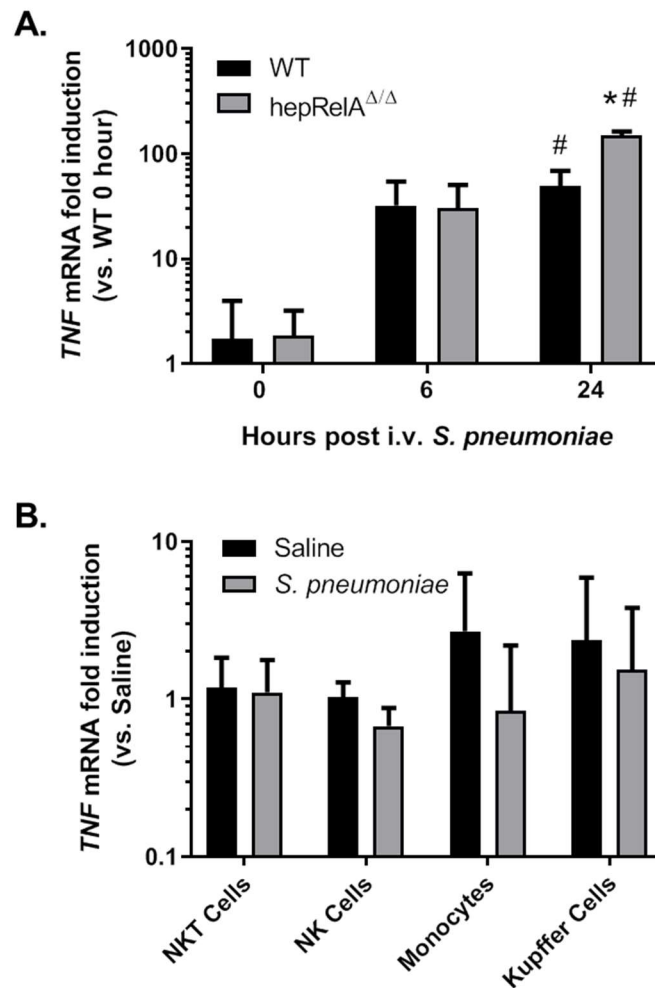 A.
TNF mRNA fold induction
(vs. WT 0 hour)
1000
100
10
1
WT
hepRelAΔ/Δ
#
*#
0 6 24
Hours post i.v. S. pneumoniae
B.
TNF mRNA fold induction
(vs. Saline)
10
1
0.1
Saline
S. pneumoniae
NKT Cells
NK Cells
Monocytes
Kupffer Cells